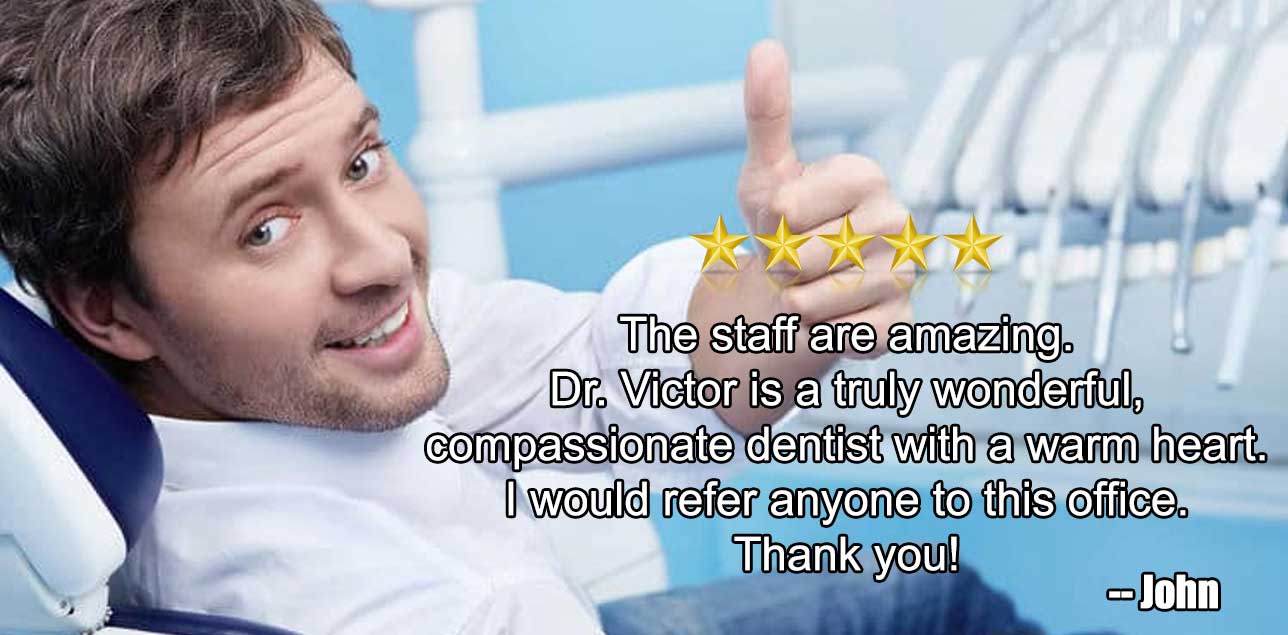 The staff are amazing.
Dr. Victor is a truly wonderful,
compassionate dentist with a warm heart.
I would refer anyone to this office.
Thank you!
-- John